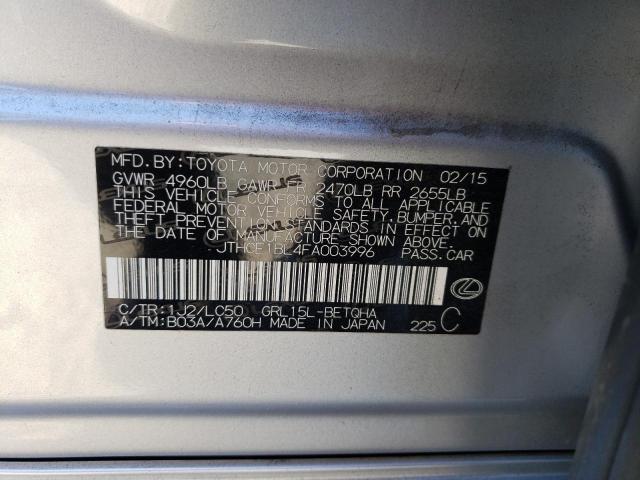 MFD. BY: TOYOTA MOTOR CORPORATION 02/15
GVWR 4960LB GAWR FR 2470LB RR 2655LB
THIS VEHICLE CONFORMS TO ALL APPLICABLE
FEDERAL MOTOR VEHICLE SAFETY, BUMPER, AND
THEFT PREVENTION STANDARDS IN EFFECT ON
THE DATE OF MANUFACTURE SHOWN ABOVE.
JTHCE1BL4FA003996 PASS.CAR
C/TR:1J2/LC50 GRL15L-BETQHA
A/TM:B03A/A760H MADE IN JAPAN 225 C